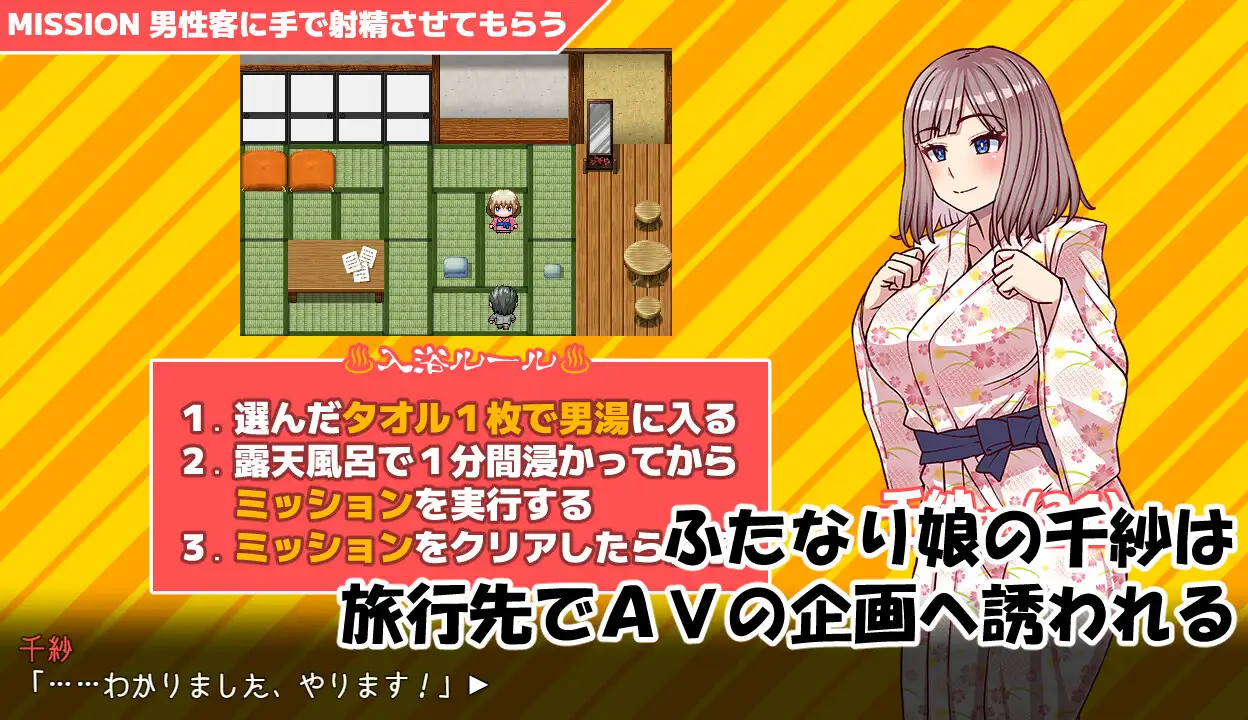 MISSION 男性客に手で射精させてもらう
入浴ルール
1. 選んだタオル1枚で男湯に入る
2. 露天風呂で1分間浸かってから
ミッションを実行する
3. ミッションをクリアしたら
ふたなり娘の千紗は
旅行先でAVの企画へ誘われる
千紗
「……わかりました、やります！」▶